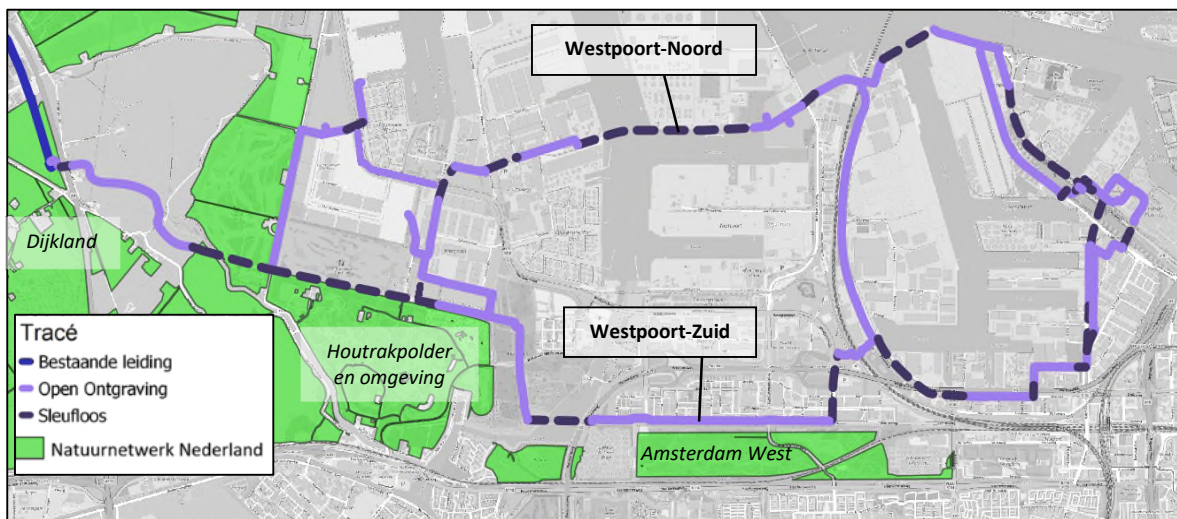 Westpoort-Noord
Dijkland
Westpoort-Zuid
Houtrakpolder
en omgeving
Amsterdam West
Tracé
Bestaande leiding
Open Ontgraving
Sleufloos
Natuurnetwerk Nederland